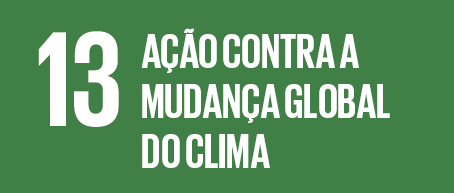 13
AÇÃO CONTRA A
MUDANÇA GLOBAL
DO CLIMA